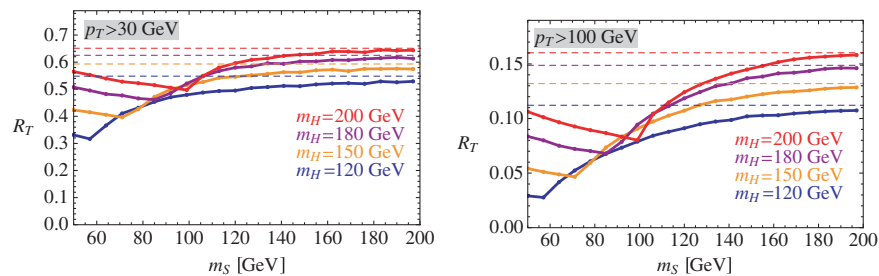 p_T>30 GeV
0.7
0.6
0.5
0.4
0.3
0.2
0.1
0.0
R_T
m_H=200 GeV
m_H=180 GeV
m_H=150 GeV
m_H=120 GeV
60 80 100 120 140 160 180 200
m_S [GeV]
p_T>100 GeV
0.15
0.10
0.05
0.00
R_T
m_H=200 GeV
m_H=180 GeV
m_H=150 GeV
m_H=120 GeV
60 80 100 120 140 160 180 200
m_S [GeV]